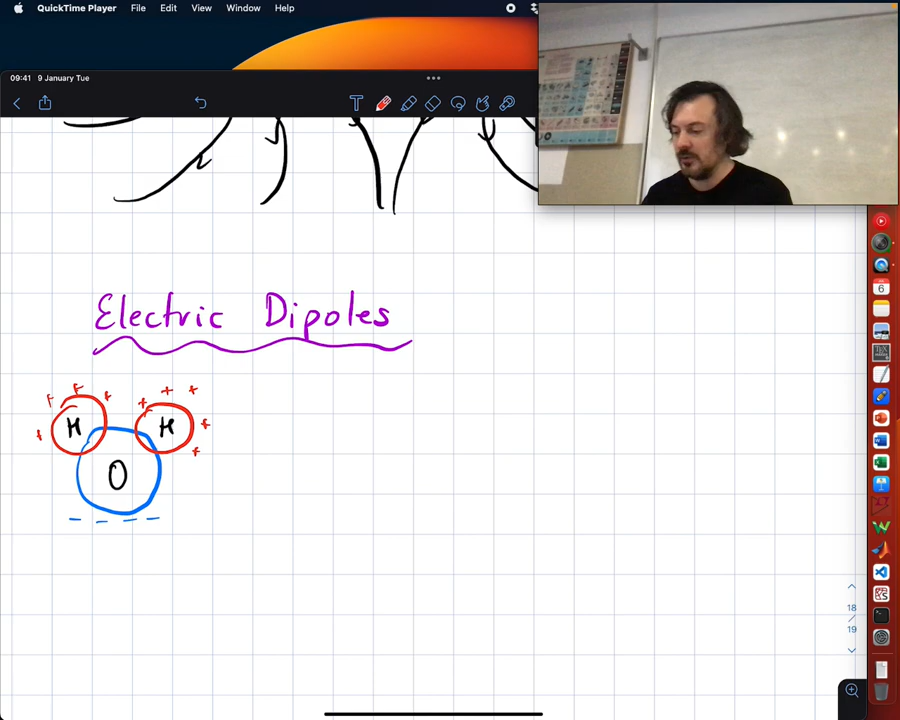 QuickTime Player File Edit View Window Help
09:41 9 January Tue
T
Electric Dipoles
+ + + + + + + + +
H H
O
- - - -
6
18
/
19